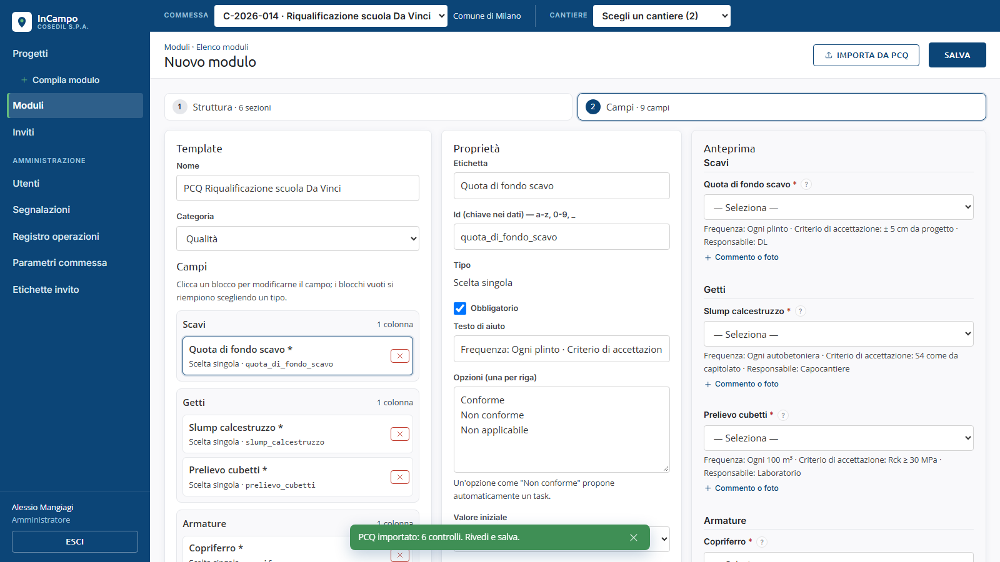 InCampo
COSEDIL S.P.A.
COMMESSA
C-2026-014 · Riqualificazione scuola Da Vinci
Comune di Milano
CANTIERE
Scegli un cantiere (2)
Progetti
+ Compila modulo
Moduli
Inviti
AMMINISTRAZIONE
Utenti
Segnalazioni
Registro operazioni
Parametri commessa
Etichette invito
Alessio Mangiagi
Amministratore
ESCI
Moduli · Elenco moduli
Nuovo modulo
IMPORTA DA PCQ
SALVA
1 Struttura · 6 sezioni
2 Campi · 9 campi
Template
Nome
PCQ Riqualificazione scuola Da Vinci
Categoria
Qualità
Campi
Clicca un blocco per modificarne il campo; i blocchi vuoti si
riempiono scegliendo un tipo.
Scavi 1 colonna
Quota di fondo scavo *
Scelta singola · quota_di_fondo_scavo
Getti 1 colonna
Slump calcestruzzo *
Scelta singola · slump_calcestruzzo
Prelievo cubetti *
Scelta singola · prelievo_cubetti
Armature 1 colonna
Copriferro *
Proprietà
Etichetta
Quota di fondo scavo
Id (chiave nei dati) — a-z, 0-9, _
quota_di_fondo_scavo
Tipo
Scelta singola
Obbligatorio
Testo di aiuto
Frequenza: Ogni plinto · Criterio di accettazion
Opzioni (una per riga)
Conforme
Non conforme
Non applicabile
Un'opzione come "Non conforme" propone
automaticamente un task.
Valore iniziale
PCQ importato: 6 controlli. Rivedi e salva.
Anteprima
Scavi
Quota di fondo scavo * ?
— Seleziona —
Frequenza: Ogni plinto · Criterio di accettazione: ± 5 cm da progetto ·
Responsabile: DL
+ Commento o foto
Getti
Slump calcestruzzo * ?
— Seleziona —
Frequenza: Ogni autobetoniera · Criterio di accettazione: S4 come da
capitolato · Responsabile: Capocantiere
+ Commento o foto
Prelievo cubetti * ?
— Seleziona —
Frequenza: Ogni 100 m³ · Criterio di accettazione: Rck ≥ 30 MPa ·
Responsabile: Laboratorio
+ Commento o foto
Armature
Copriferro * ?